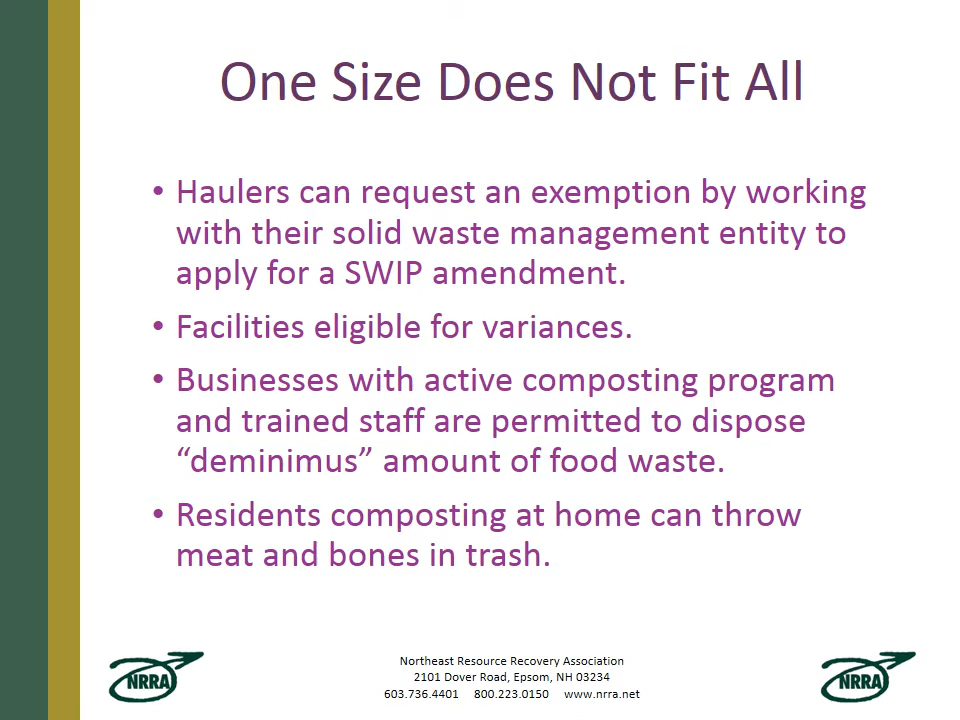 One Size Does Not Fit All
• Haulers can request an exemption by working
with their solid waste management entity to
apply for a SWIP amendment.
• Facilities eligible for variances.
• Businesses with active composting program
and trained staff are permitted to dispose
“deminimus” amount of food waste.
• Residents composting at home can throw
meat and bones in trash.
NRRA
Northeast Resource Recovery Association
2101 Dover Road, Epsom, NH 03234
603.736.4401 800.223.0150 www.nrra.net
NRRA